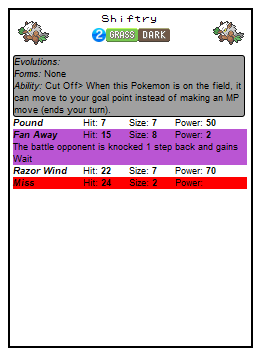 Shiftry
2 GRASS DARK
Evolutions:
Forms: None
Ability: Cut Off> When this Pokemon is on the field, it
can move to your goal point instead of making an MP
move (ends your turn).
Pound Hit: 7 Size: 7 Power: 50
Fan Away Hit: 15 Size: 8 Power: 2
The battle opponent is knocked 1 step back and gains
Wait
Razor Wind Hit: 22 Size: 7 Power: 70
Miss Hit: 24 Size: 2 Power: